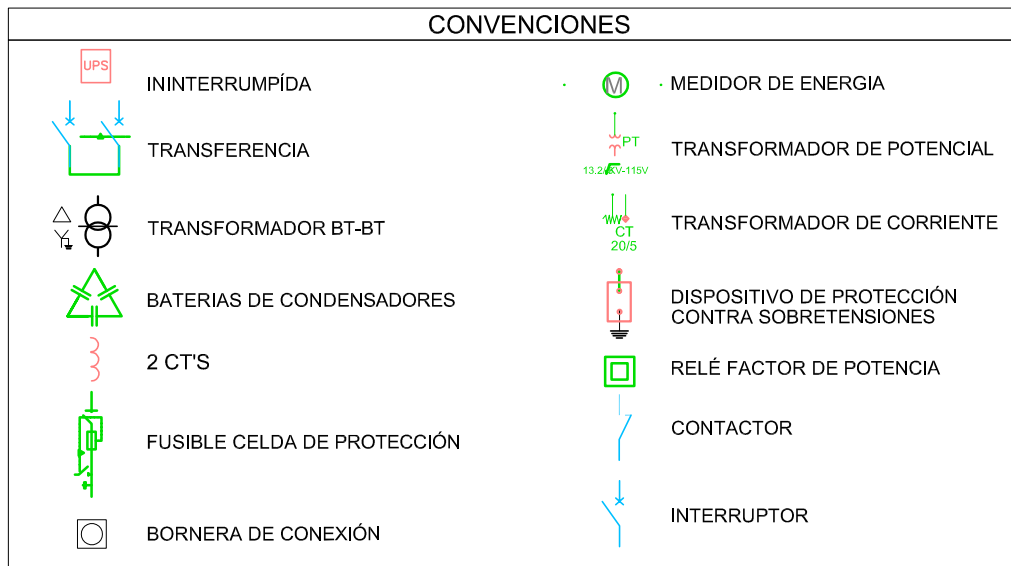 CONVENCIONES
UPS
ININTERRUMPÍDA
TRANSFERENCIA
TRANSFORMADOR BT-BT
BATERIAS DE CONDENSADORES
2 CT'S
FUSIBLE CELDA DE PROTECCIÓN
BORNERA DE CONEXIÓN
M
MEDIDOR DE ENERGIA
PT
13.2/ KV-115V
TRANSFORMADOR DE POTENCIAL
CT
20/5
TRANSFORMADOR DE CORRIENTE
DISPOSITIVO DE PROTECCIÓN
CONTRA SOBRETENSIONES
RELÉ FACTOR DE POTENCIA
CONTACTOR
INTERRUPTOR